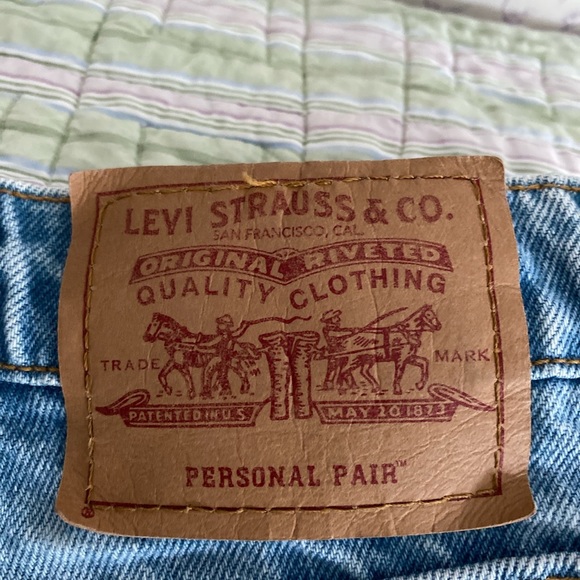 LEVI STRAUSS & CO.
SAN FRANCISCO, CAL.
ORIGINAL RIVETED
QUALITY CLOTHING
TRADE MARK
PATENTED IN U.S. MAY 20 1873
PERSONAL PAIR™
®